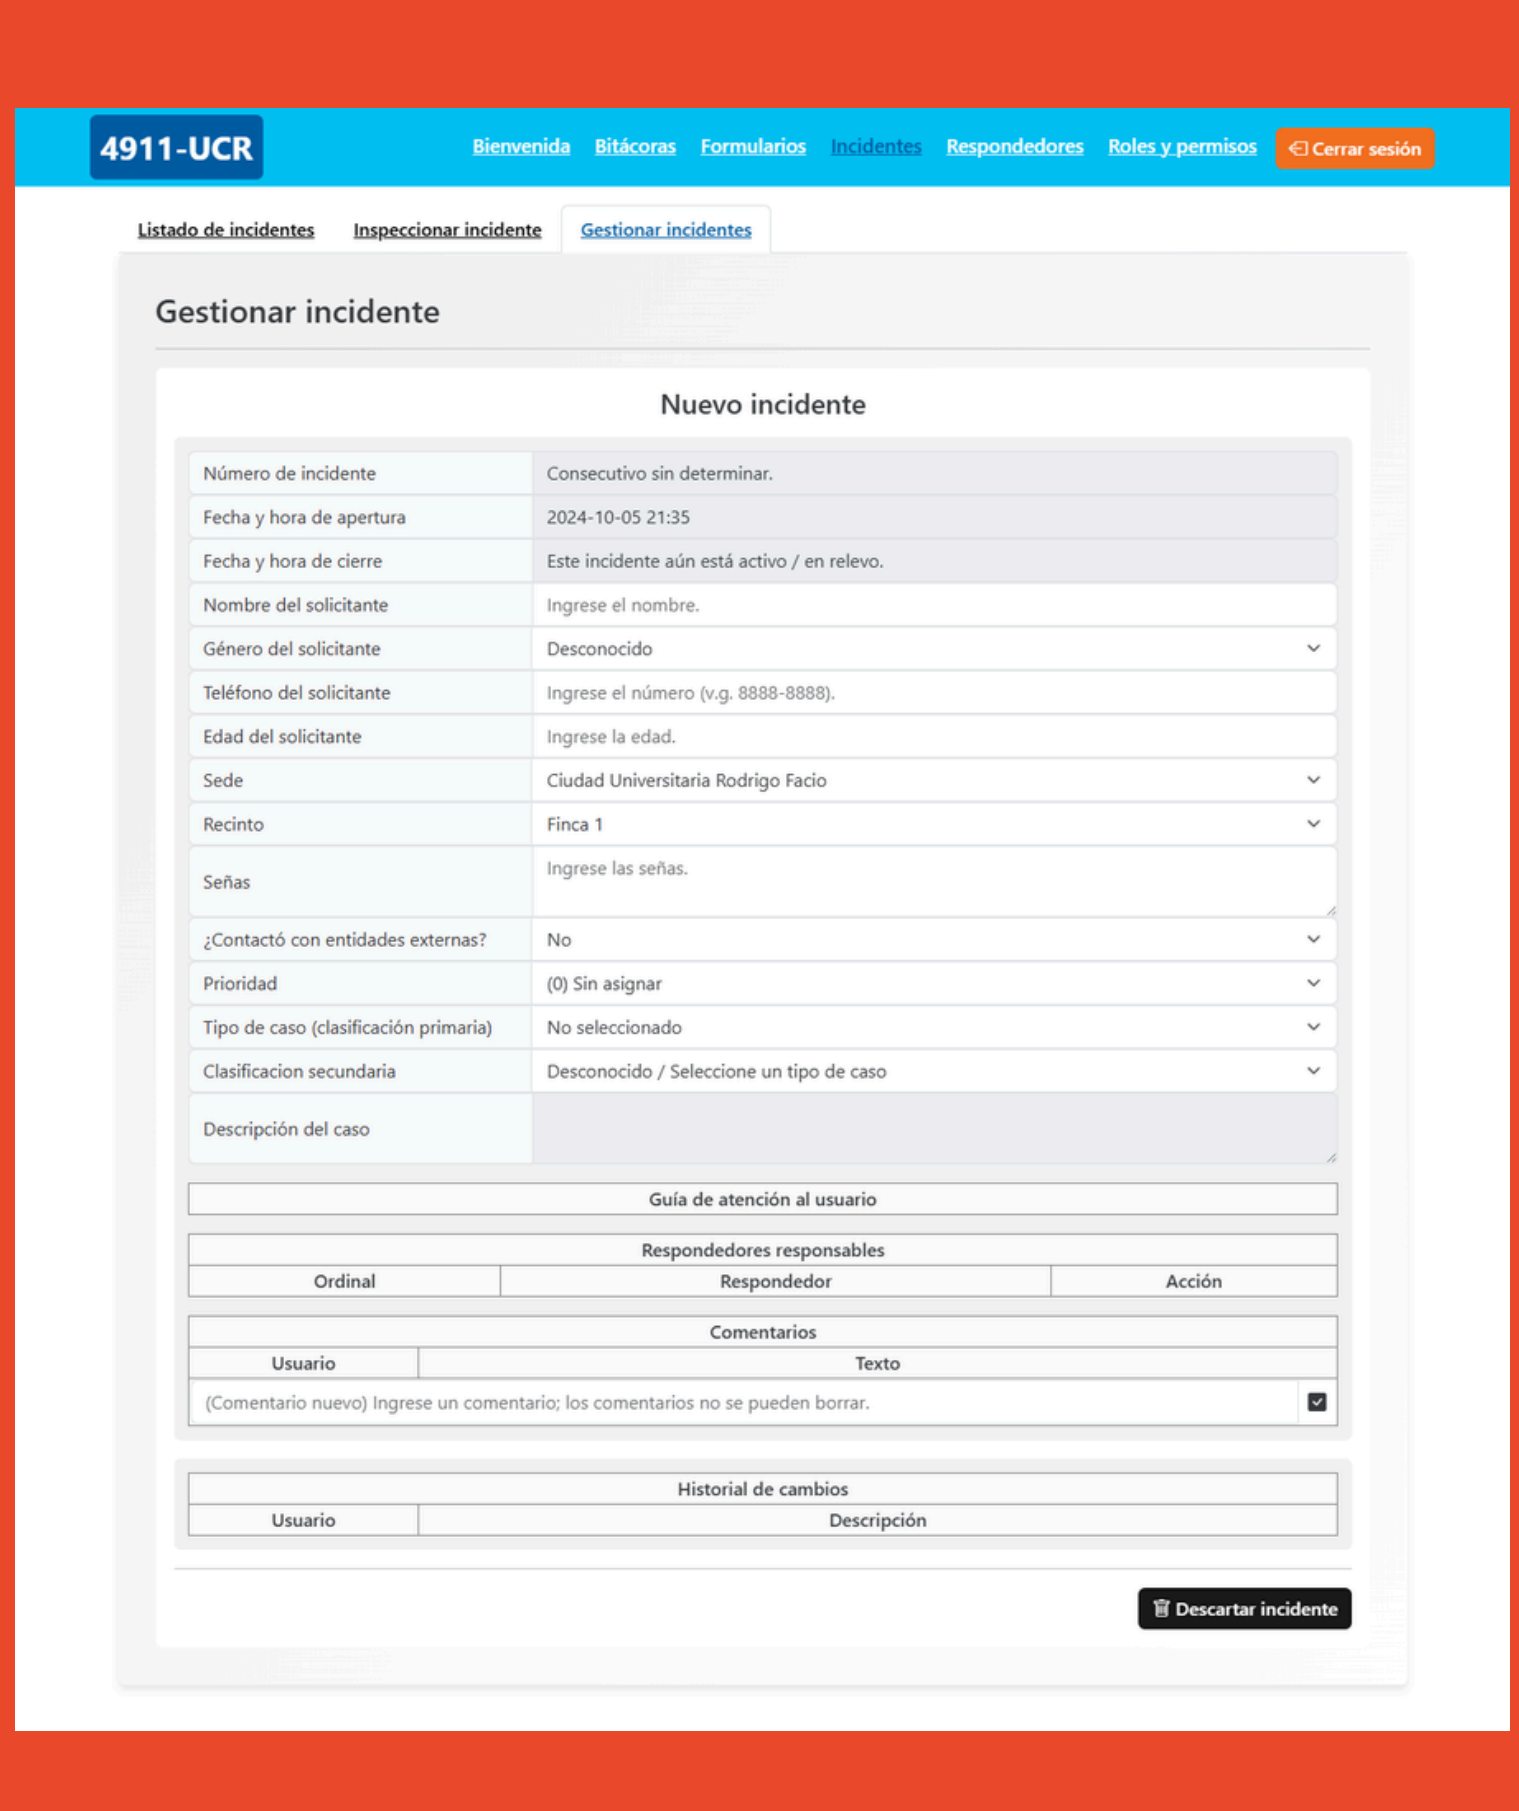 4911-UCR
Bienvenida Bitácoras Formularios Incidentes Respondedores Roles y permisos Cerrar sesión
Listado de incidentes Inspeccionar incidente Gestionar incidentes
Gestionar incidente
Nuevo incidente
Número de incidente Consecutivo sin determinar.
Fecha y hora de apertura 2024-10-05 21:35
Fecha y hora de cierre Este incidente aún está activo / en relevo.
Nombre del solicitante Ingrese el nombre.
Género del solicitante Desconocido
Teléfono del solicitante Ingrese el número (v.g. 8888-8888).
Edad del solicitante Ingrese la edad.
Sede Ciudad Universitaria Rodrigo Facio
Recinto Finca 1
Señas Ingrese las señas.
¿Contactó con entidades externas? No
Prioridad (0) Sin asignar
Tipo de caso (clasificación primaria) No seleccionado
Clasificacion secundaria Desconocido / Seleccione un tipo de caso
Descripción del caso
Guía de atención al usuario
Respondedores responsables
Ordinal Respondedor Acción
Comentarios
Usuario Texto
(Comentario nuevo) Ingrese un comentario; los comentarios no se pueden borrar.
Historial de cambios
Usuario Descripción
Descartar incidente